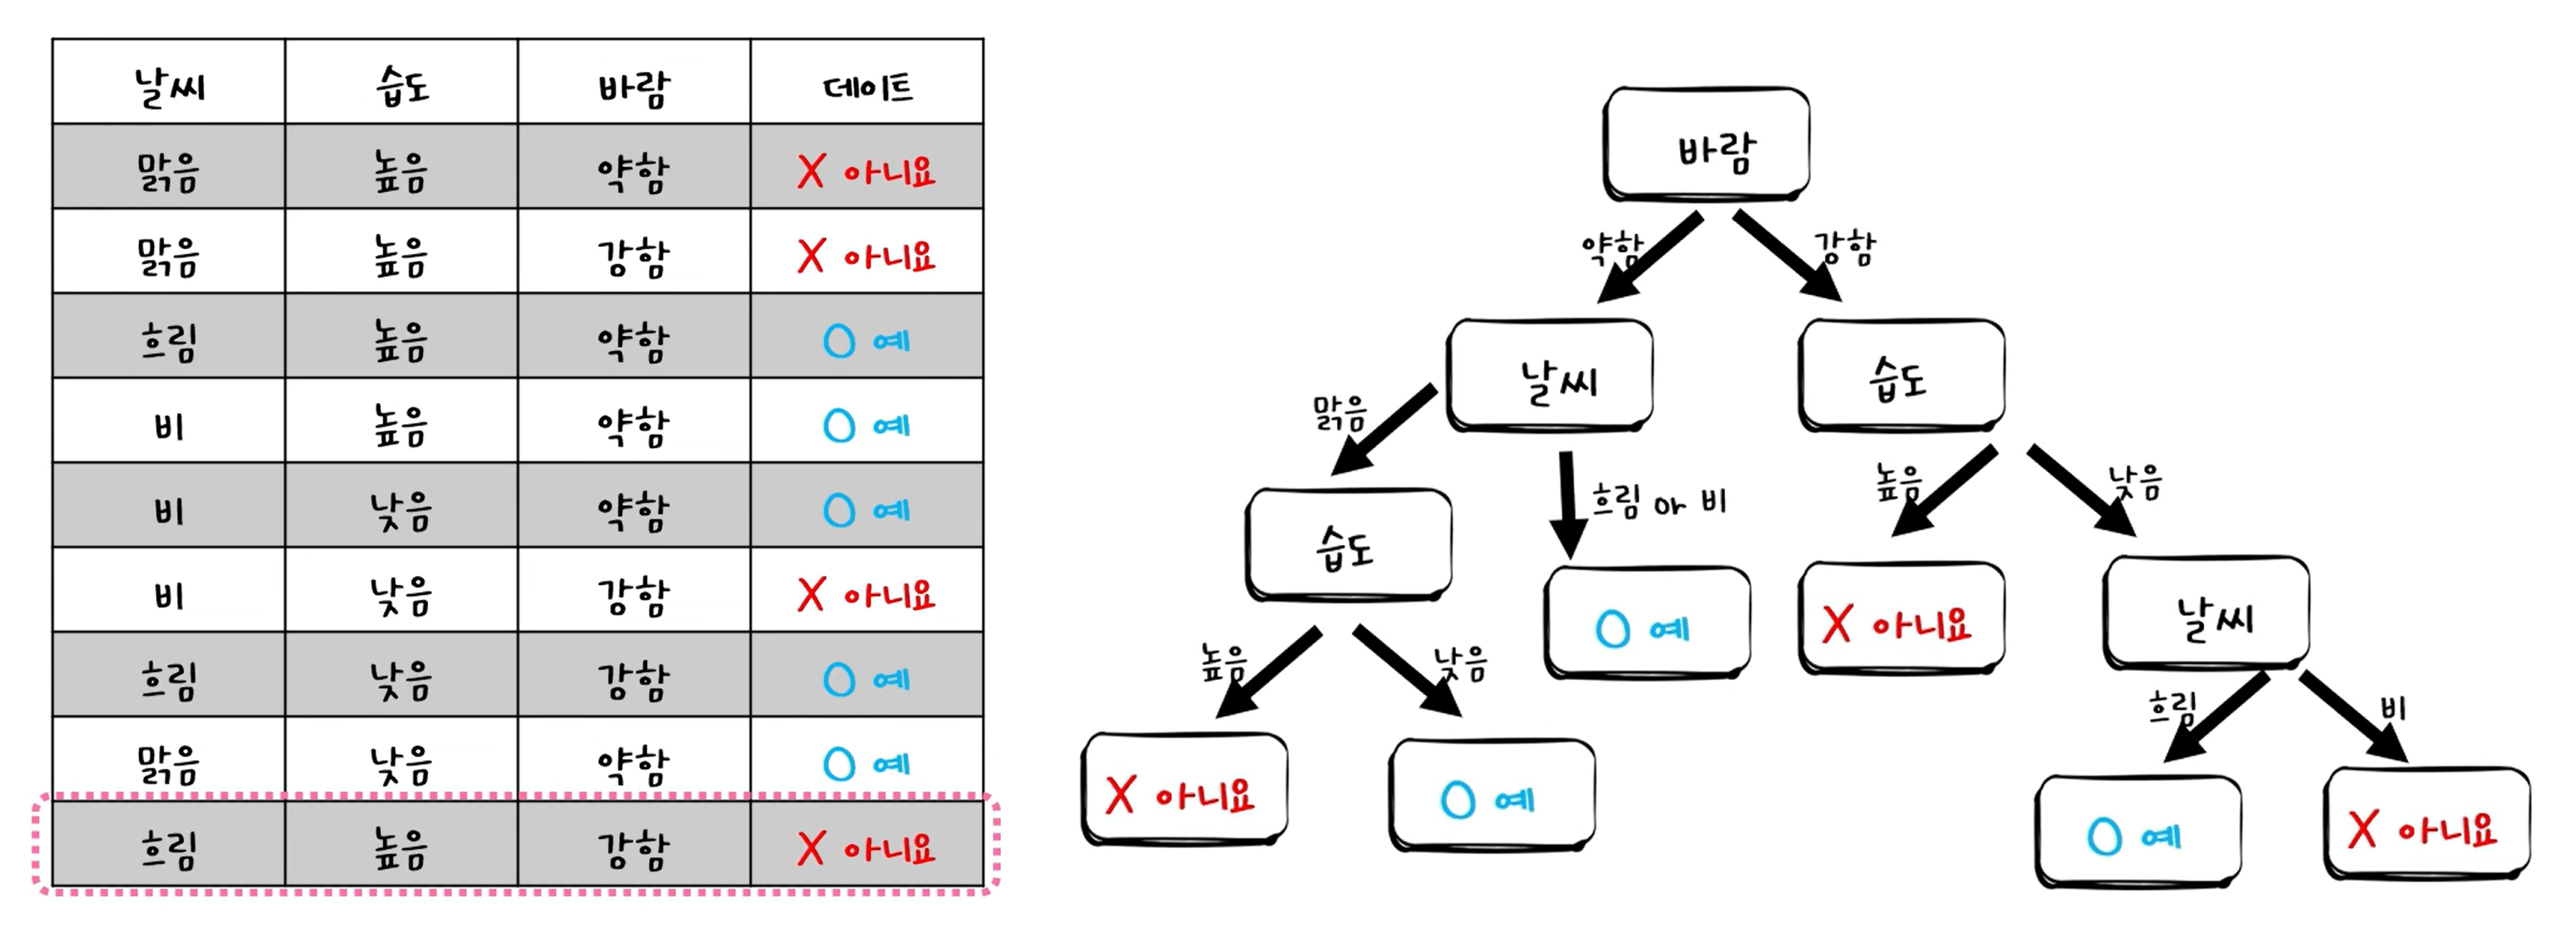 날씨 습도 바람 데이트
맑음 높음 약함 X 아니요
맑음 높음 강함 X 아니요
흐림 높음 약함 O 예
비 높음 약함 O 예
비 낮음 약함 O 예
비 낮음 강함 X 아니요
흐림 낮음 강함 O 예
맑음 낮음 약함 O 예
흐림 높음 강함 X 아니요
바람
약함 강함
날씨 습도
맑음
흐림 or 비
높음 낮음
습도
O 예
X 아니요
날씨
높음 낮음
흐림 비
X 아니요
O 예
O 예
X 아니요